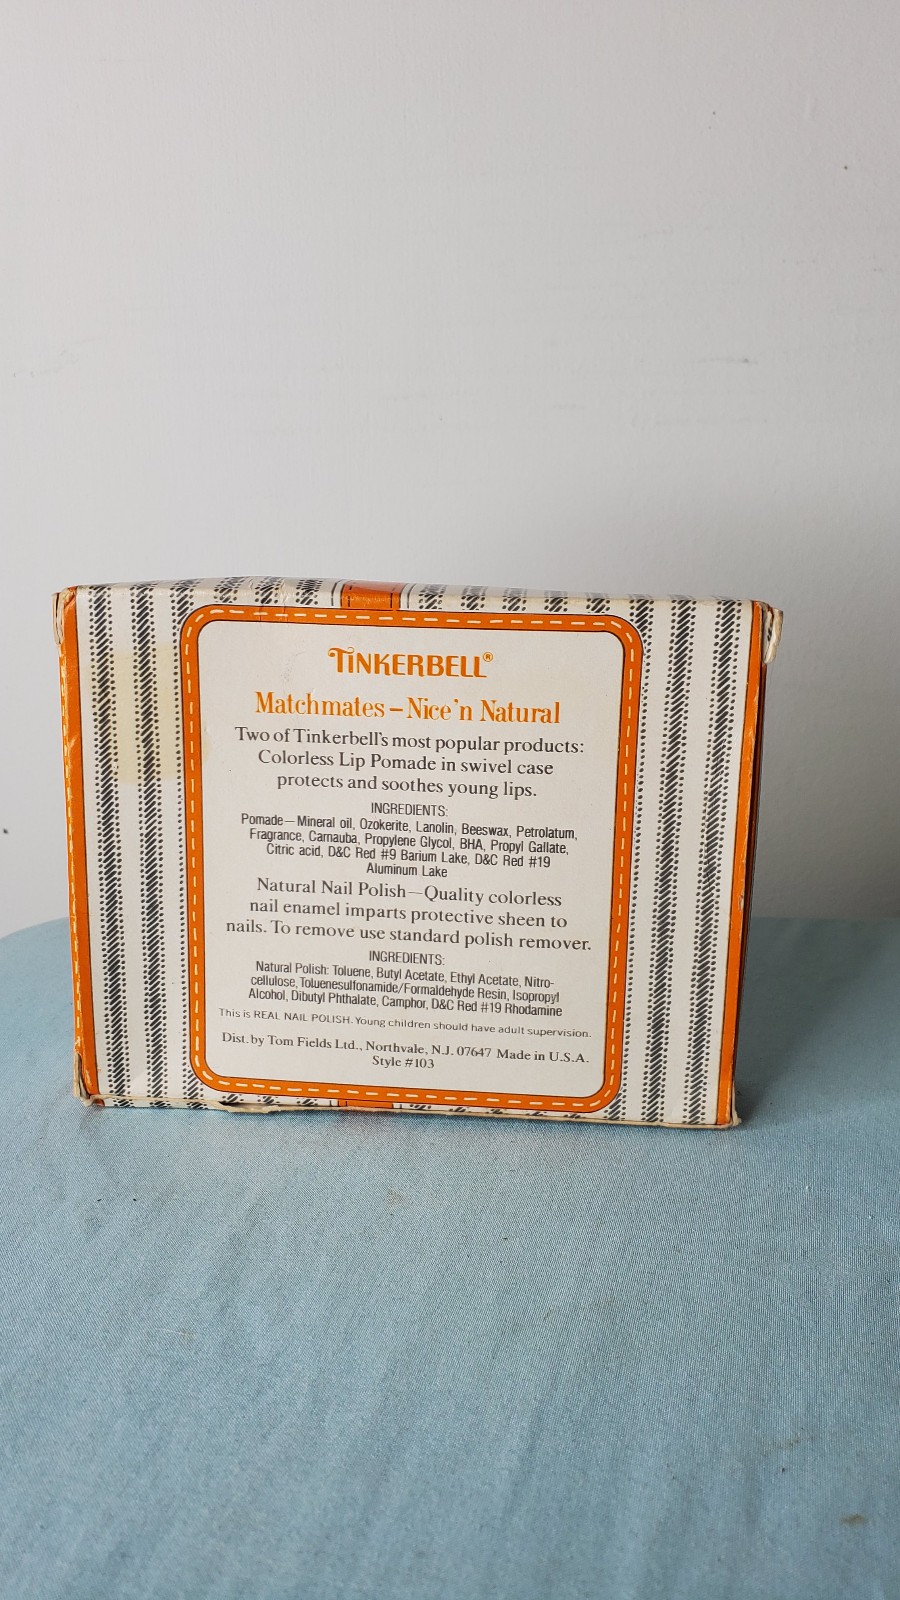 TINKERBELL®
Matchmates – Nice'n Natural
Two of Tinkerbell's most popular products:
Colorless Lip Pomade in swivel case
protects and soothes young lips.
INGREDIENTS:
Pomade — Mineral oil, Ozokerite, Lanolin, Beeswax, Petrolatum,
Fragrance, Carnauba, Propylene Glycol, BHA, Propyl Gallate,
Citric acid, D&C Red #9 Barium Lake, D&C Red #19
Aluminum Lake
Natural Nail Polish — Quality colorless
nail enamel imparts protective sheen to
nails. To remove use standard polish remover.
INGREDIENTS:
Natural Polish: Toluene, Butyl Acetate, Ethyl Acetate, Nitro-
cellulose, Toluenesulfonamide/Formaldehyde Resin, Isopropyl
Alcohol, Dibutyl Phthalate, Camphor, D&C Red #19 Rhodamine
This is REAL NAIL POLISH. Young children should have adult supervision.
Dist. by Tom Fields Ltd., Northvale, N.J. 07647 Made in U.S.A.
Style #103